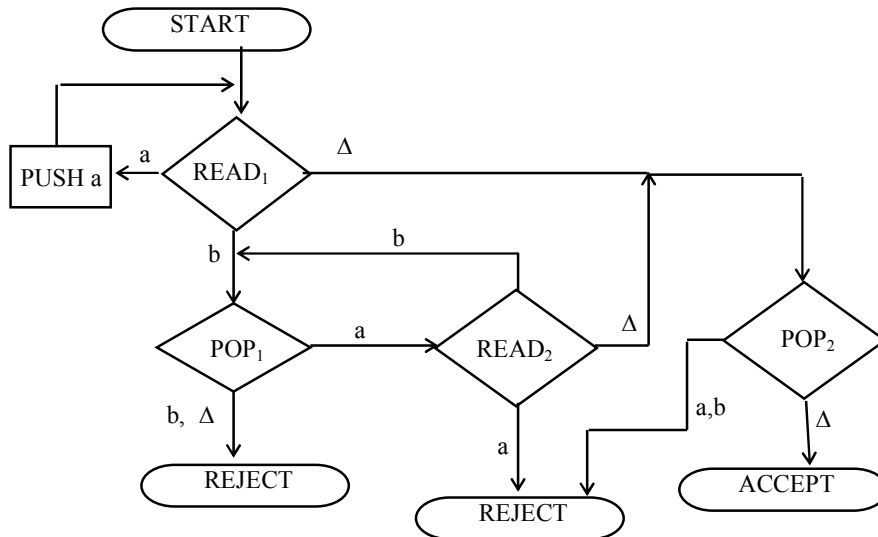 START
a
Δ
PUSH a
READ₁
b
b
a
POP₁
READ₂
Δ
POP₂
b, Δ
a
a,b
Δ
REJECT
REJECT
ACCEPT